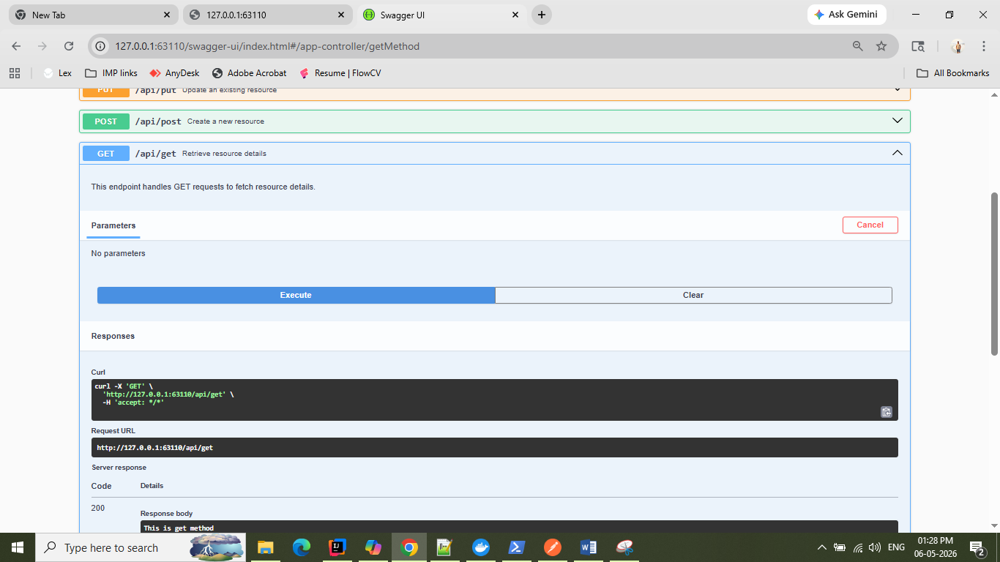 New Tab
127.0.0.1:63110
Swagger UI
Ask Gemini
127.0.0.1:63110/swagger-ui/index.html#/app-controller/getMethod
Lex
IMP links
AnyDesk
Adobe Acrobat
Resume | FlowCV
All Bookmarks
PUT /api/put Update an existing resource
POST /api/post Create a new resource
GET /api/get Retrieve resource details
This endpoint handles GET requests to fetch resource details.
Parameters
Cancel
No parameters
Execute
Clear
Responses
Curl
curl -X 'GET' \
'http://127.0.0.1:63110/api/get' \
-H 'accept: */*'
Request URL
http://127.0.0.1:63110/api/get
Server response
Code Details
200
Response body
This is get method
Type here to search
ENG
01:28 PM
06-05-2026
2